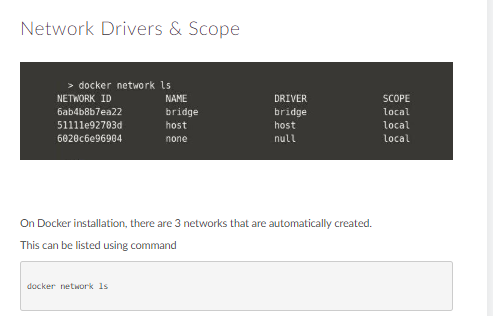 Network Drivers & Scope
> docker network ls
NETWORK ID NAME DRIVER SCOPE
6ab4b8b7ea22 bridge bridge local
51111e92703d host host local
6020c6e96904 none null local
On Docker installation, there are 3 networks that are automatically created.
This can be listed using command
docker network ls